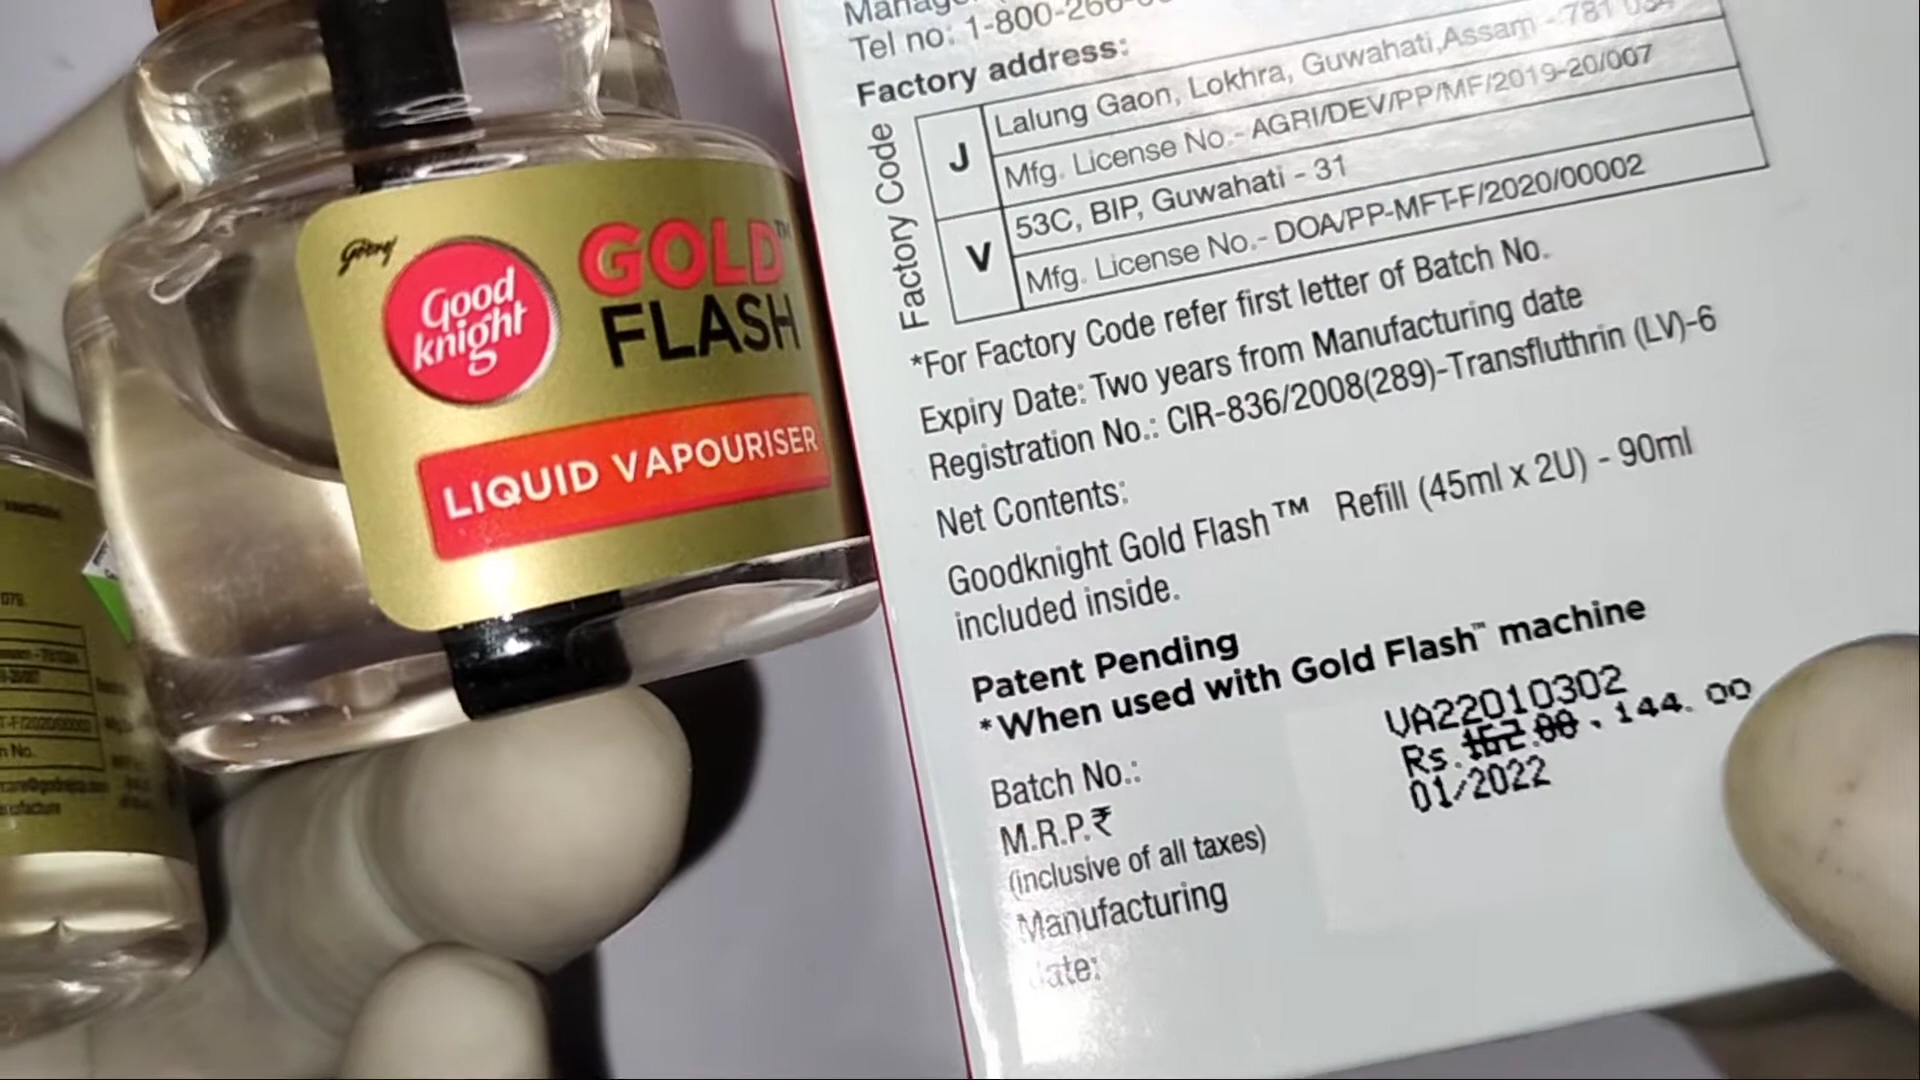 Godrej
Good
knight
GOLD™
FLASH
LIQUID VAPOURISER
Tel no: 1-800-266-
Factory address:
Factory Code
J
Lalung Gaon, Lokhra, Guwahati,Assam - 781 034
Mfg. License No.- AGRI/DEV/PP/MF/2019-20/007
V
53C, BIP, Guwahati - 31
Mfg. License No.- DOA/PP-MFT-F/2020/00002
*For Factory Code refer first letter of Batch No.
Expiry Date: Two years from Manufacturing date
Registration No.: CIR-836/2008(289)-Transfluthrin (LV)-6
Net Contents:
Goodknight Gold Flash™ Refill (45ml x 2U) - 90ml
included inside.
Patent Pending
*When used with Gold Flash™ machine
Batch No.:
VA22010302
M.R.P.₹
Rs. 162.00 . 144. 00
(inclusive of all taxes)
Manufacturing
date:
01/2022